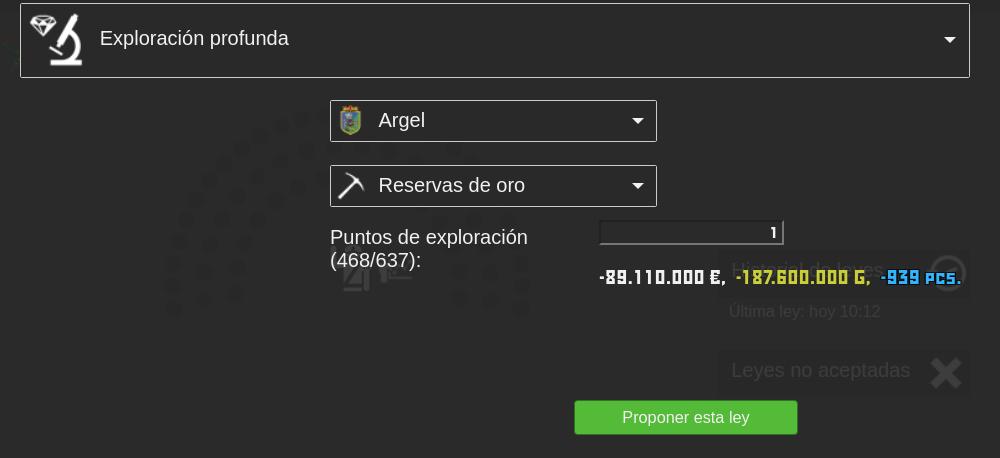 Exploración profunda
Argel
Reservas de oro
Puntos de exploración
(468/637):
1
-89.110.000 €, -187.600.000 G, -939 pcs.
Historial de leyes
Última ley: hoy 10:12
Leyes no aceptadas
Proponer esta ley